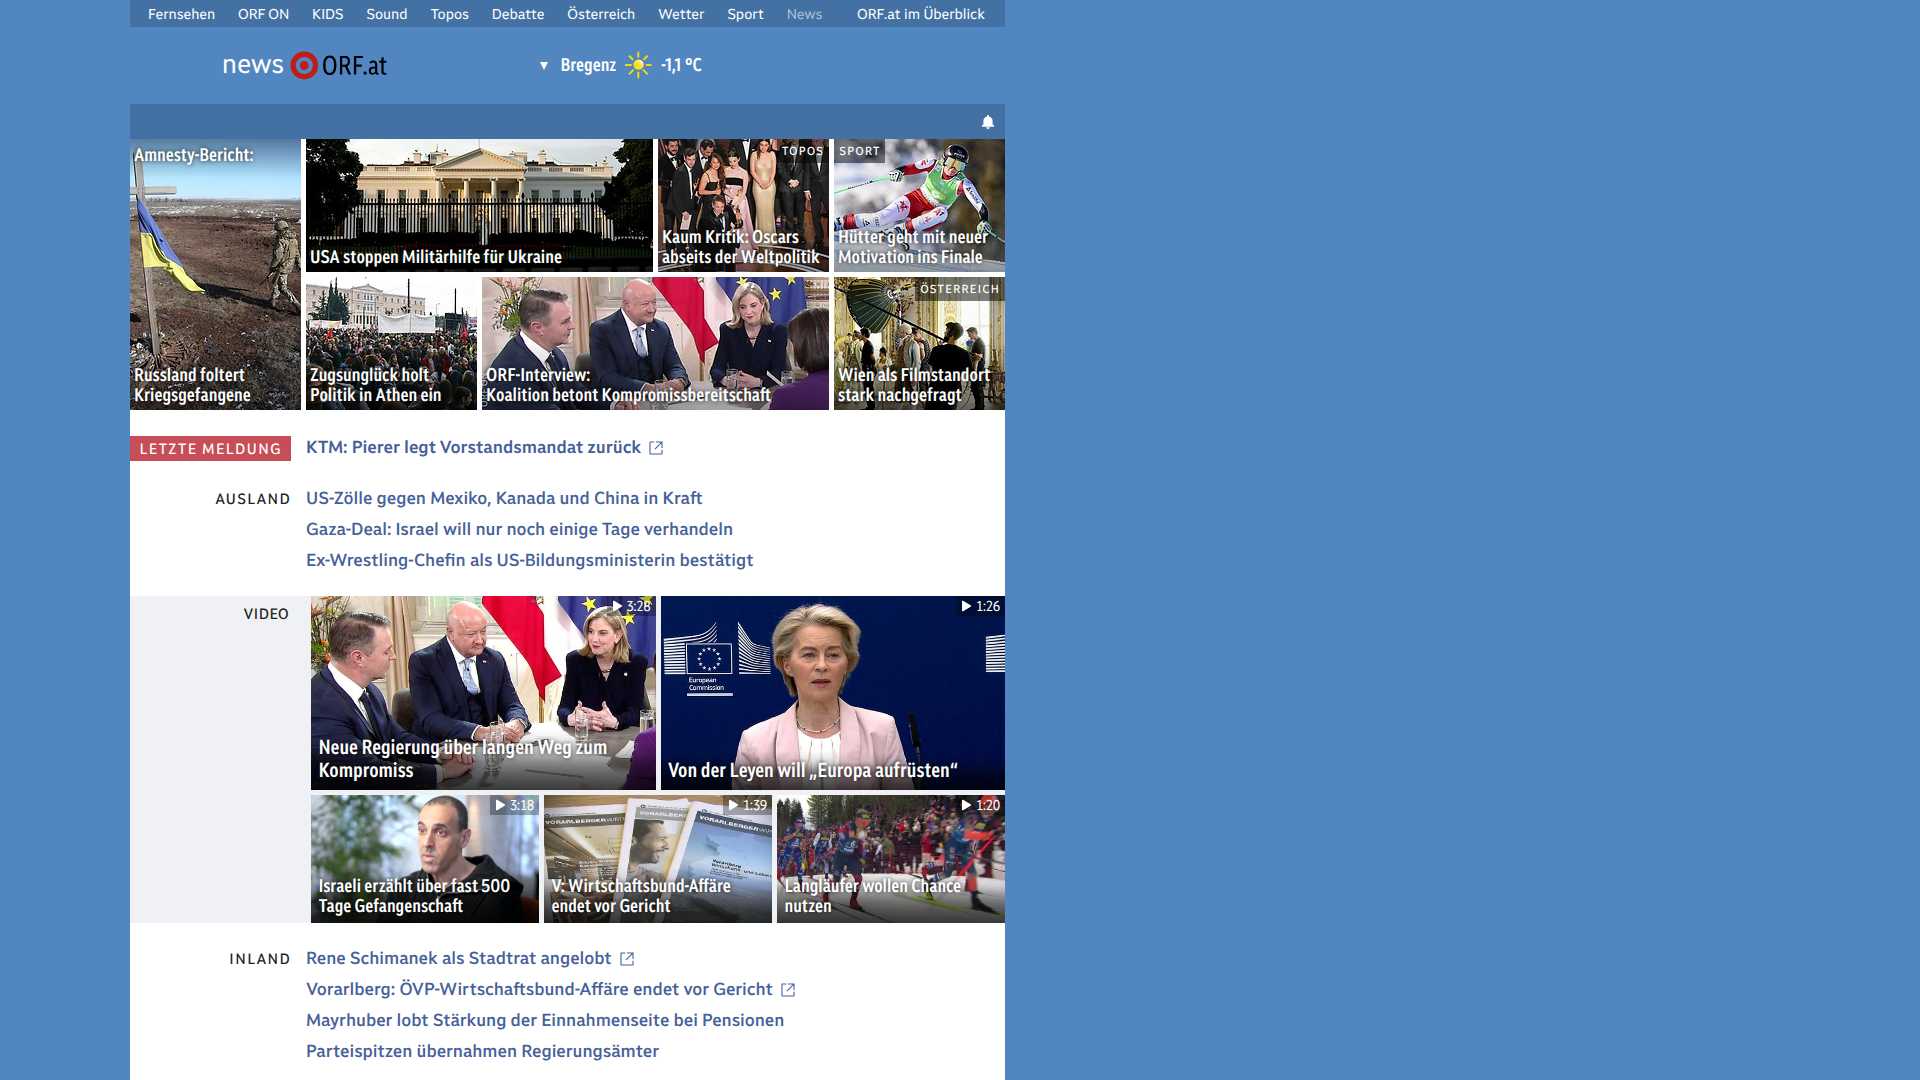 Fernsehen ORF ON KIDS Sound Topos Debatte Österreich Wetter Sport News ORF.at im Überblick
news ORF.at
Bregenz -1,1 °C
Amnesty-Bericht:
Russland foltert
Kriegsgefangene
USA stoppen Militärhilfe für Ukraine
TOPOS
Kaum Kritik: Oscars
abseits der Weltpolitik
SPORT
Hütter geht mit neuer
Motivation ins Finale
Zugsunglück holt
Politik in Athen ein
ORF-Interview:
Koalition betont Kompromissbereitschaft
ÖSTERREICH
Wien als Filmstandort
stark nachgefragt
LETZTE MELDUNG
KTM: Pierer legt Vorstandsmandat zurück
AUSLAND
US-Zölle gegen Mexiko, Kanada und China in Kraft
Gaza-Deal: Israel will nur noch einige Tage verhandeln
Ex-Wrestling-Chefin als US-Bildungsministerin bestätigt
VIDEO
3:28
Neue Regierung über langen Weg zum
Kompromiss
1:26
European
Commission
Von der Leyen will „Europa aufrüsten“
3:18
Israeli erzählt über fast 500
Tage Gefangenschaft
1:39
V: Wirtschaftsbund-Affäre
endet vor Gericht
1:20
Langläufer wollen Chance
nutzen
INLAND
Rene Schimanek als Stadtrat angelobt
Vorarlberg: ÖVP-Wirtschaftsbund-Affäre endet vor Gericht
Mayrhuber lobt Stärkung der Einnahmenseite bei Pensionen
Parteispitzen übernahmen Regierungsämter